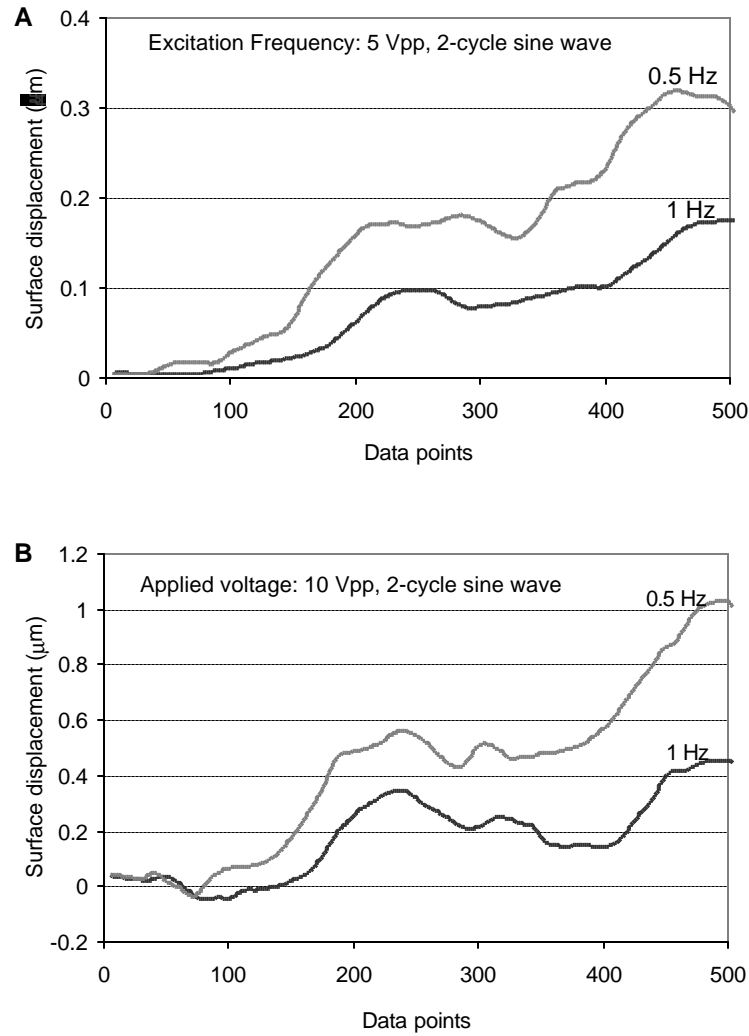 A
Excitation Frequency: 5 Vpp, 2-cycle sine wave
Surface displacement (μm)
0.4
0.3
0.2
0.1
0
0.5 Hz
1 Hz
0
100
200
300
400
500
Data points
B
Applied voltage: 10 Vpp, 2-cycle sine wave
Surface displacement (μm)
1.2
1
0.8
0.6
0.4
0.2
0
-0.2
0.5 Hz
1 Hz
0
100
200
300
400
500
Data points